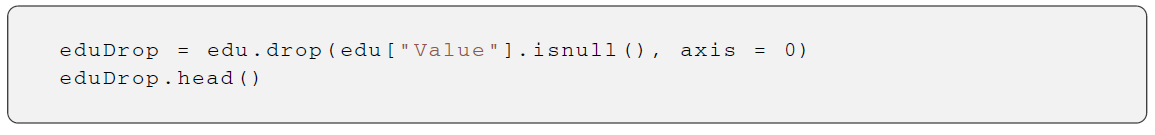 eduDrop = edu.drop(edu["Value"].isnull(), axis = 0)
eduDrop.head()